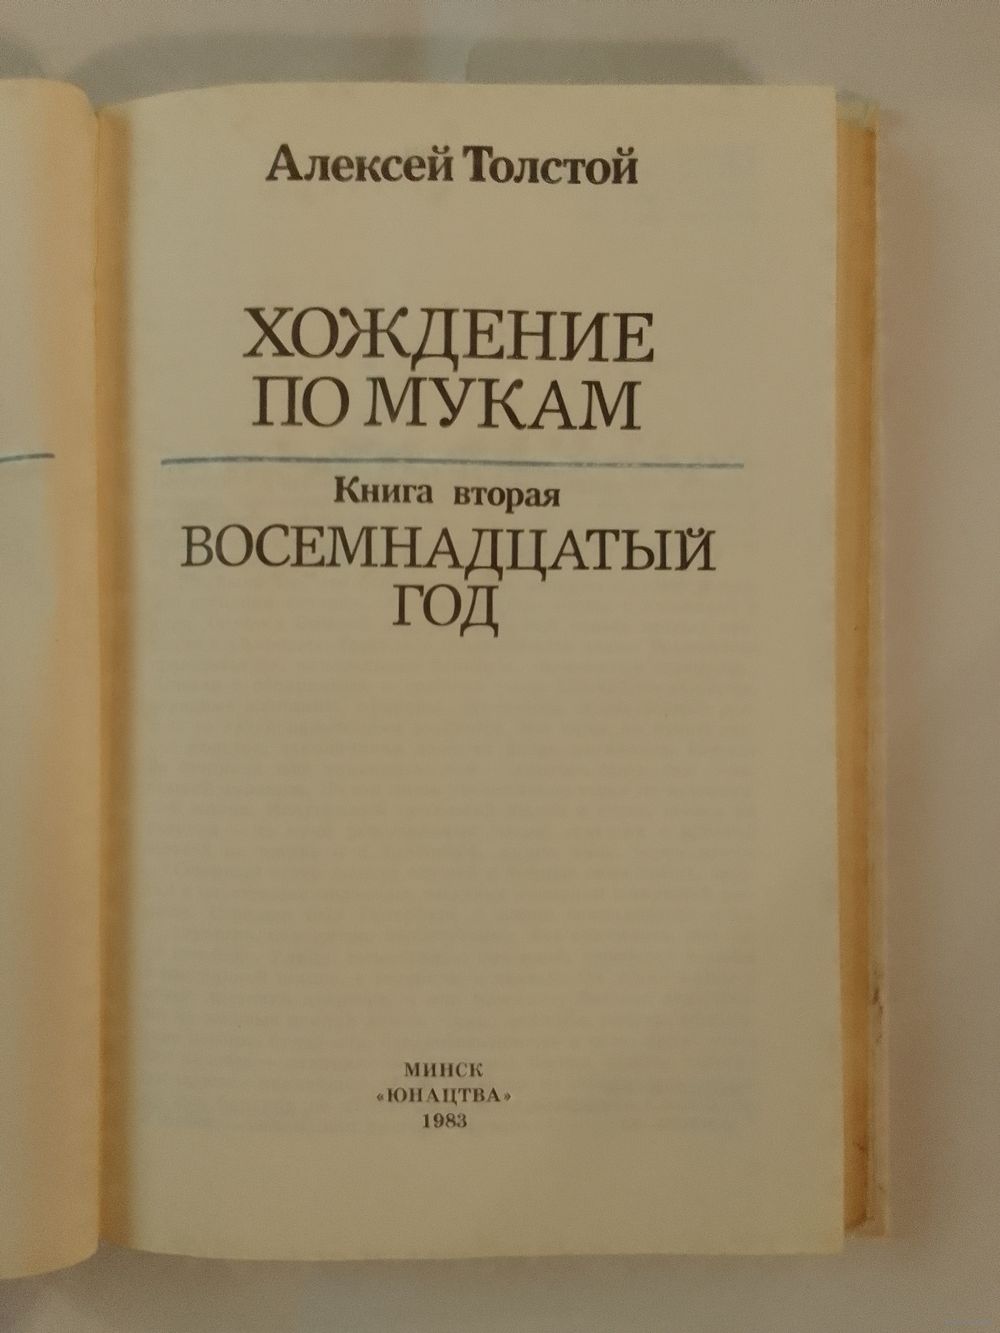 Алексей Толстой
ХОЖДЕНИЕ
ПО МУКАМ
Книга вторая
ВОСЕМНАДЦАТЫЙ
ГОД
МИНСК
«ЮНАЦТВА»
1983